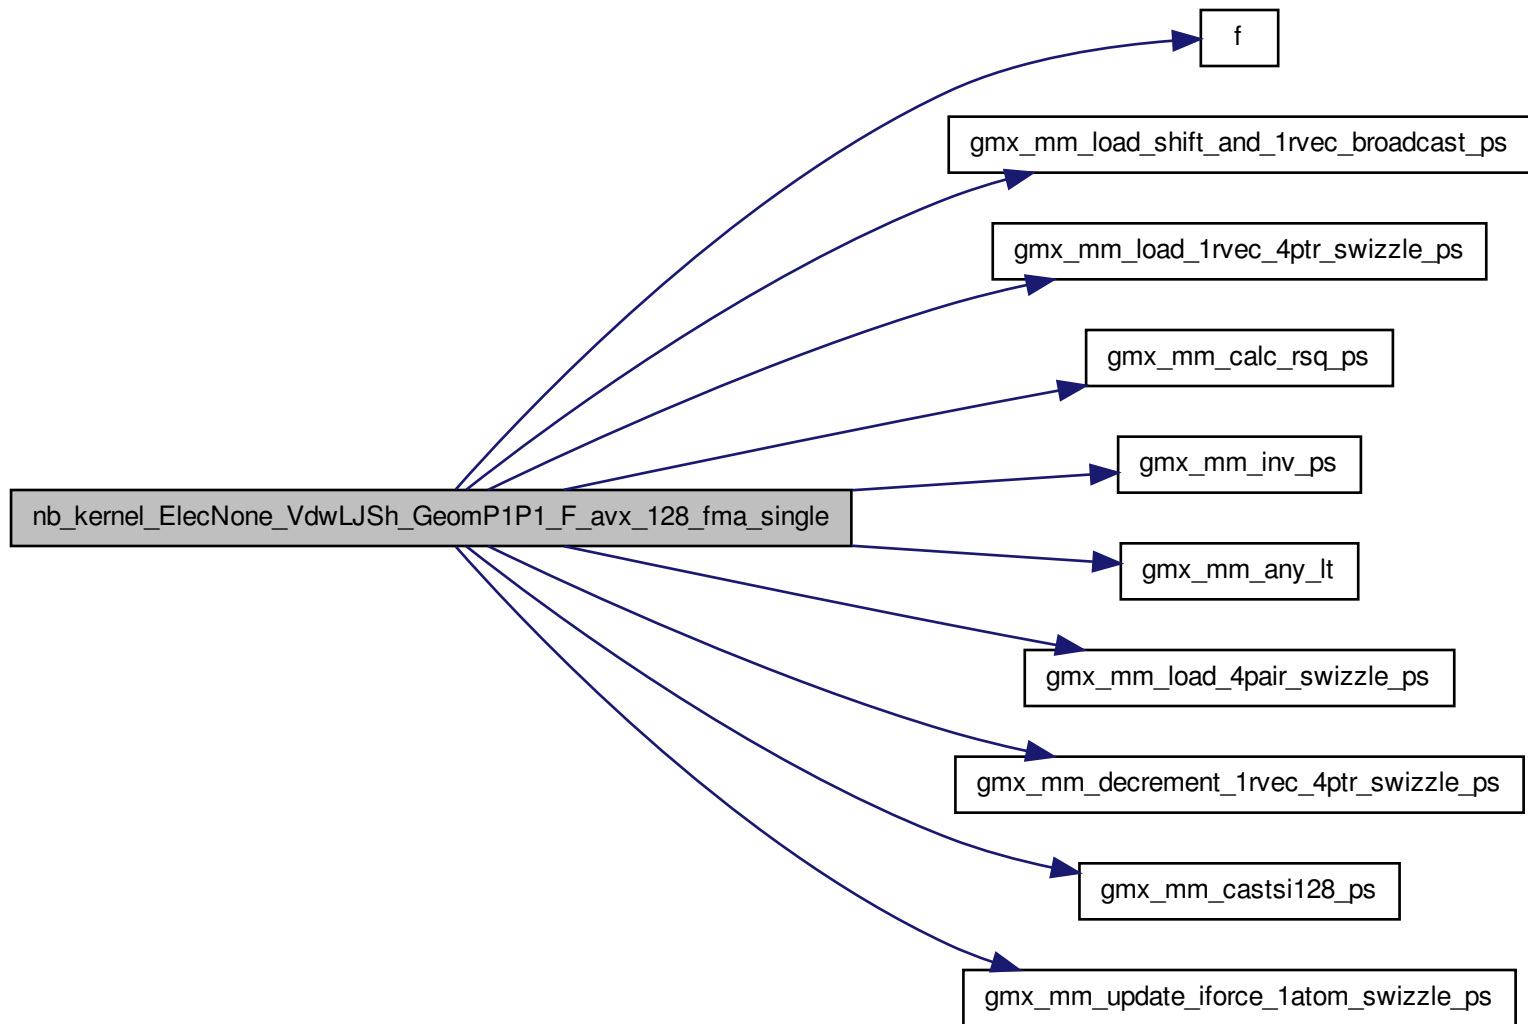 f
gmx_mm_load_shift_and_1rvec_broadcast_ps
gmx_mm_load_1rvec_4ptr_swizzle_ps
gmx_mm_calc_rsq_ps
gmx_mm_inv_ps
nb_kernel_ElecNone_VdwLJSh_GeomP1P1_F_avx_128_fma_single
gmx_mm_any_lt
gmx_mm_load_4pair_swizzle_ps
gmx_mm_decrement_1rvec_4ptr_swizzle_ps
gmx_mm_castsi128_ps
gmx_mm_update_iforce_1atom_swizzle_ps